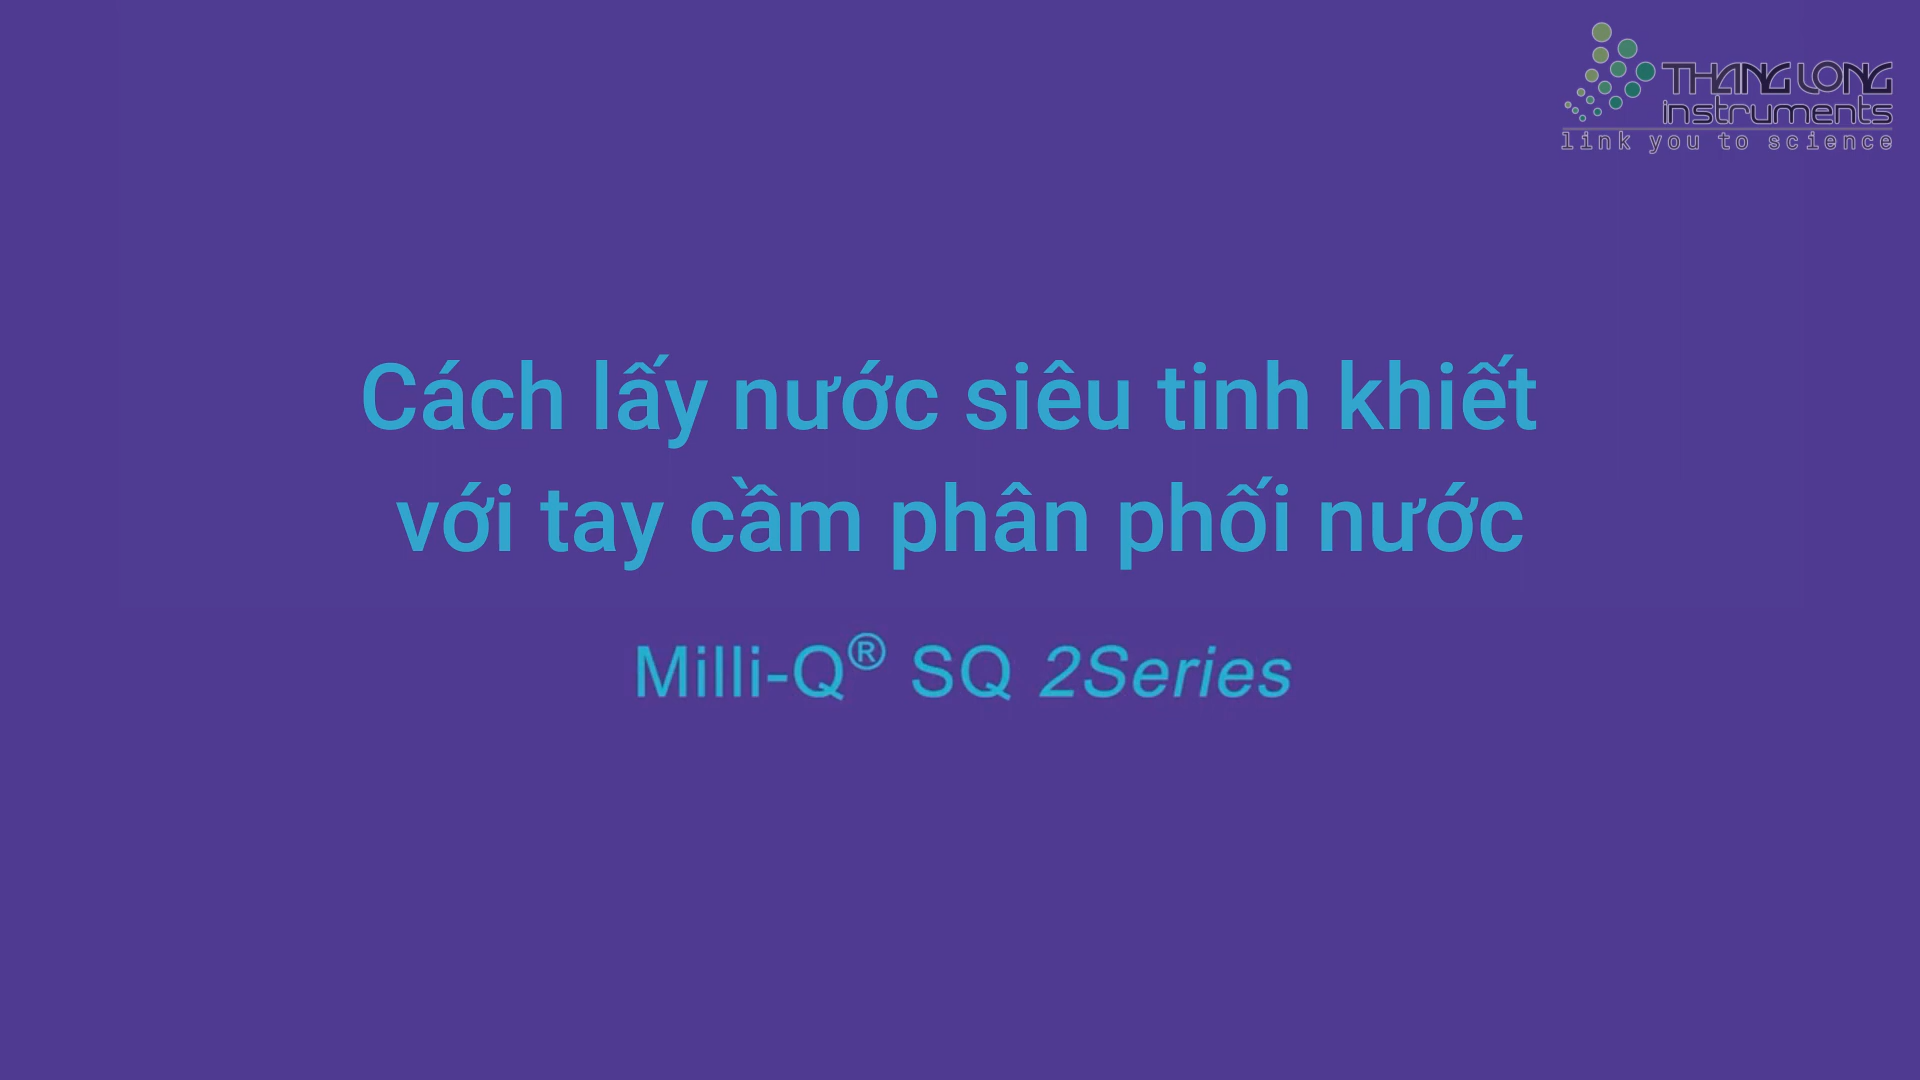 THANG LONG
instruments
link you to science
Cách lấy nước siêu tinh khiết
với tay cầm phân phối nước
Milli-Q® SQ 2Series